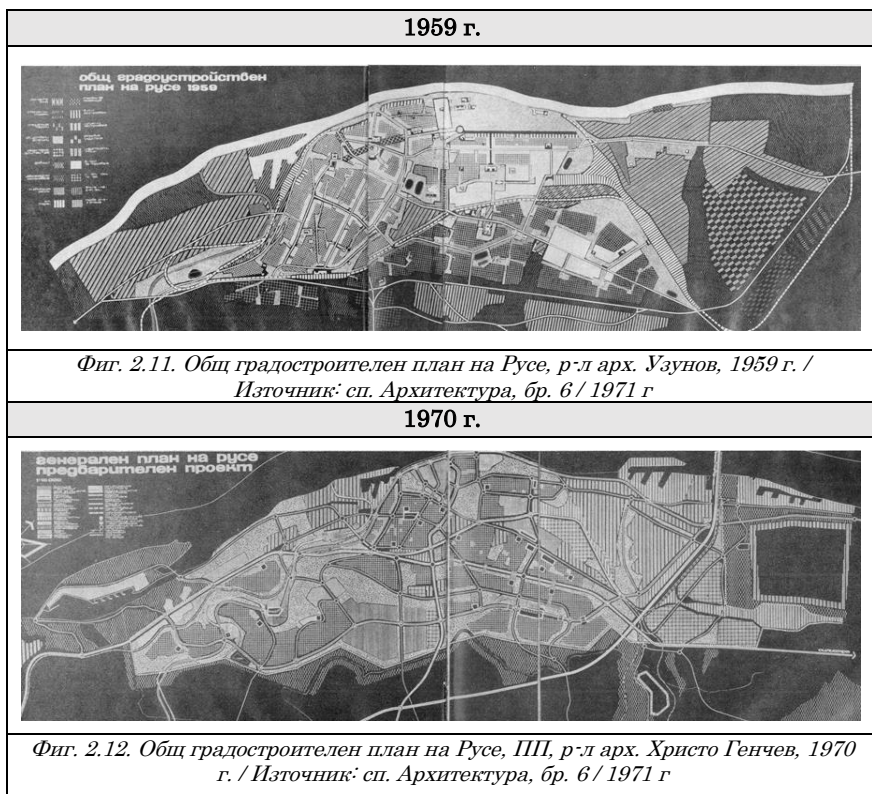 1959 г.
общ градоустройствен
план на русе 1959
Фиг. 2.11. Общ градостроителен план на Русе, р-л арх. Узунов, 1959 г. /
Източник: сп. Архитектура, бр. 6 / 1971 г
1970 г.
генерален план на русе
предварителен проект
Фиг. 2.12. Общ градостроителен план на Русе, ПП, р-л арх. Христо Генчев, 1970
г. / Източник: сп. Архитектура, бр. 6 / 1971 г